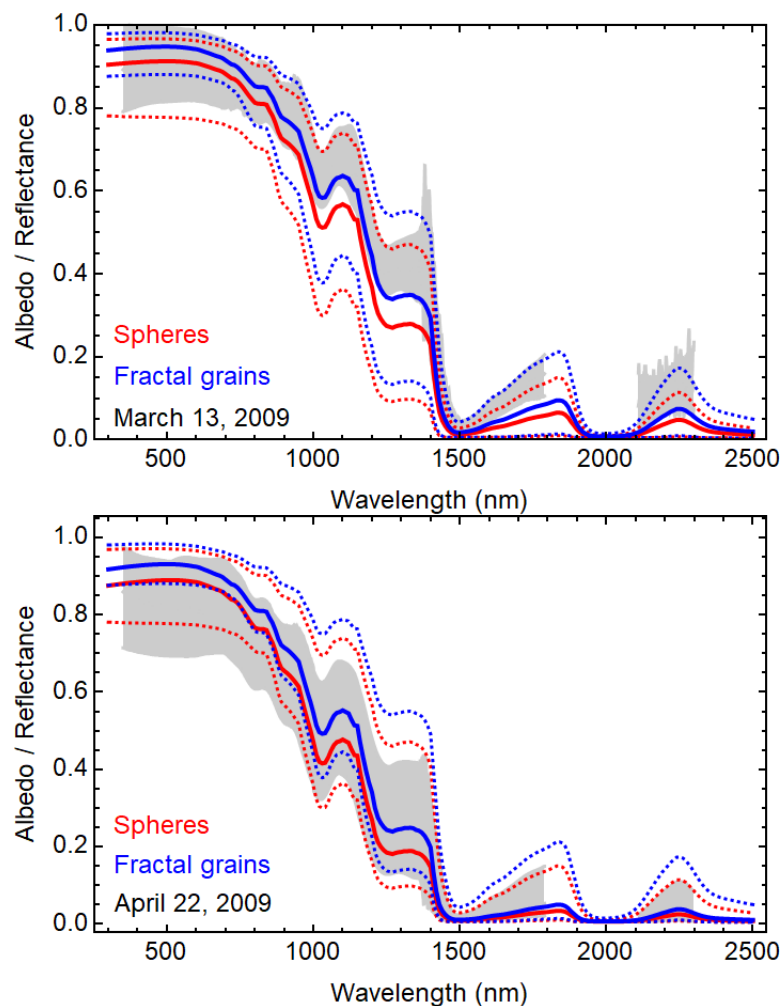 1.0
0.8
0.6
0.4
0.2
0.0
Albedo / Reflectance
Spheres
Fractal grains
March 13, 2009
500 1000 1500 2000 2500
Wavelength (nm)
1.0
0.8
0.6
0.4
0.2
0.0
Albedo / Reflectance
Spheres
Fractal grains
April 22, 2009
500 1000 1500 2000 2500
Wavelength (nm)